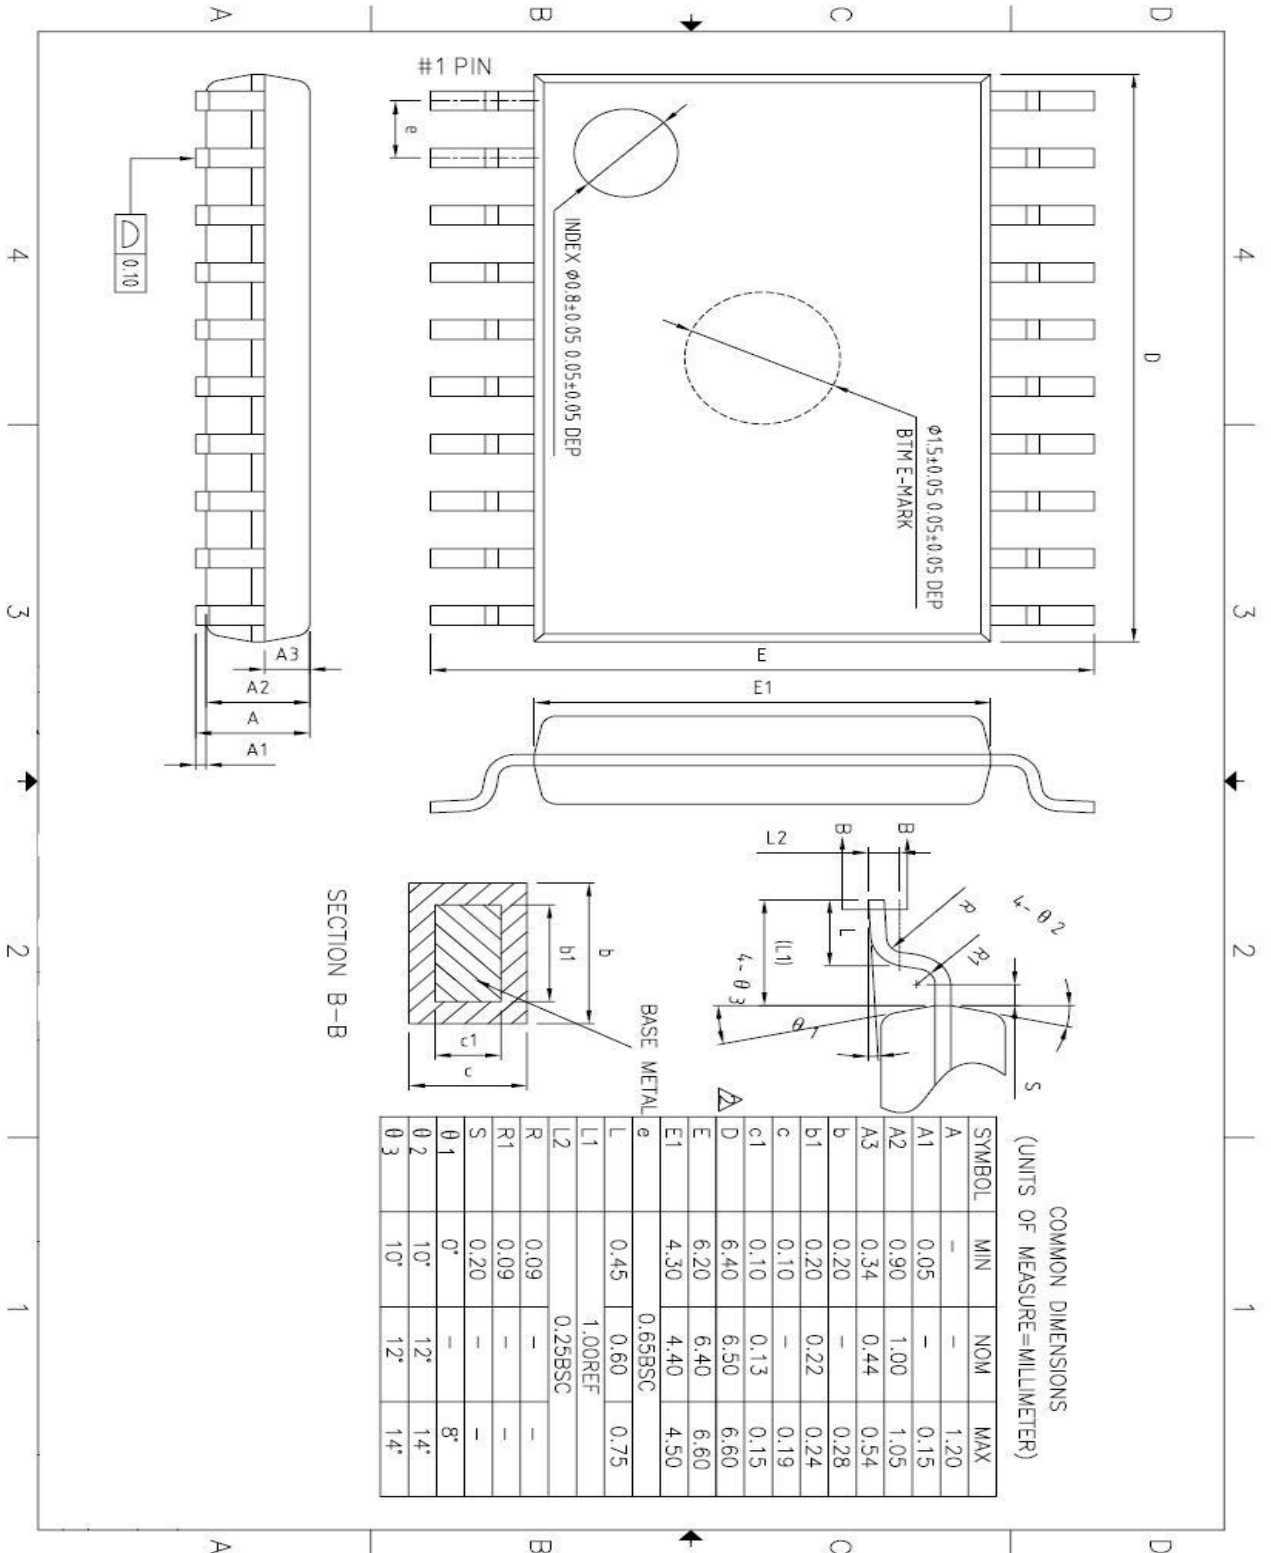 A
B
C
D
4
3
2
1
#1 PIN
e
0.10
INDEX Ø0.8±0.05 0.05±0.05 DEP
Ø1.5±0.05 0.05±0.05 DEP
BTM E-MARK
D
E
E1
A3
A2
A
A1
B
B
L2
L
(L1)
R
R1
4-θ2
4-θ3
θ1
S
b
b1
c1
c
BASE METAL
SECTION B-B
COMMON DIMENSIONS
(UNITS OF MEASURE=MILLIMETER)
SYMBOL MIN NOM MAX
A - - 1.20
A1 0.05 - 0.15
A2 0.90 1.00 1.05
A3 0.34 0.44 0.54
b 0.20 - 0.28
b1 0.20 0.22 0.24
c 0.10 - 0.19
c1 0.10 0.13 0.15
2 D 6.40 6.50 6.60
E 6.20 6.40 6.60
E1 4.30 4.40 4.50
e 0.65BSC
L 0.45 0.60 0.75
L1 1.00REF
L2 0.25BSC
R 0.09 - -
R1 0.09 - -
S 0.20 - -
θ1 0° - 8°
θ2 10° 12° 14°
θ3 10° 12° 14°
4
3
2
1
A
B
C
D